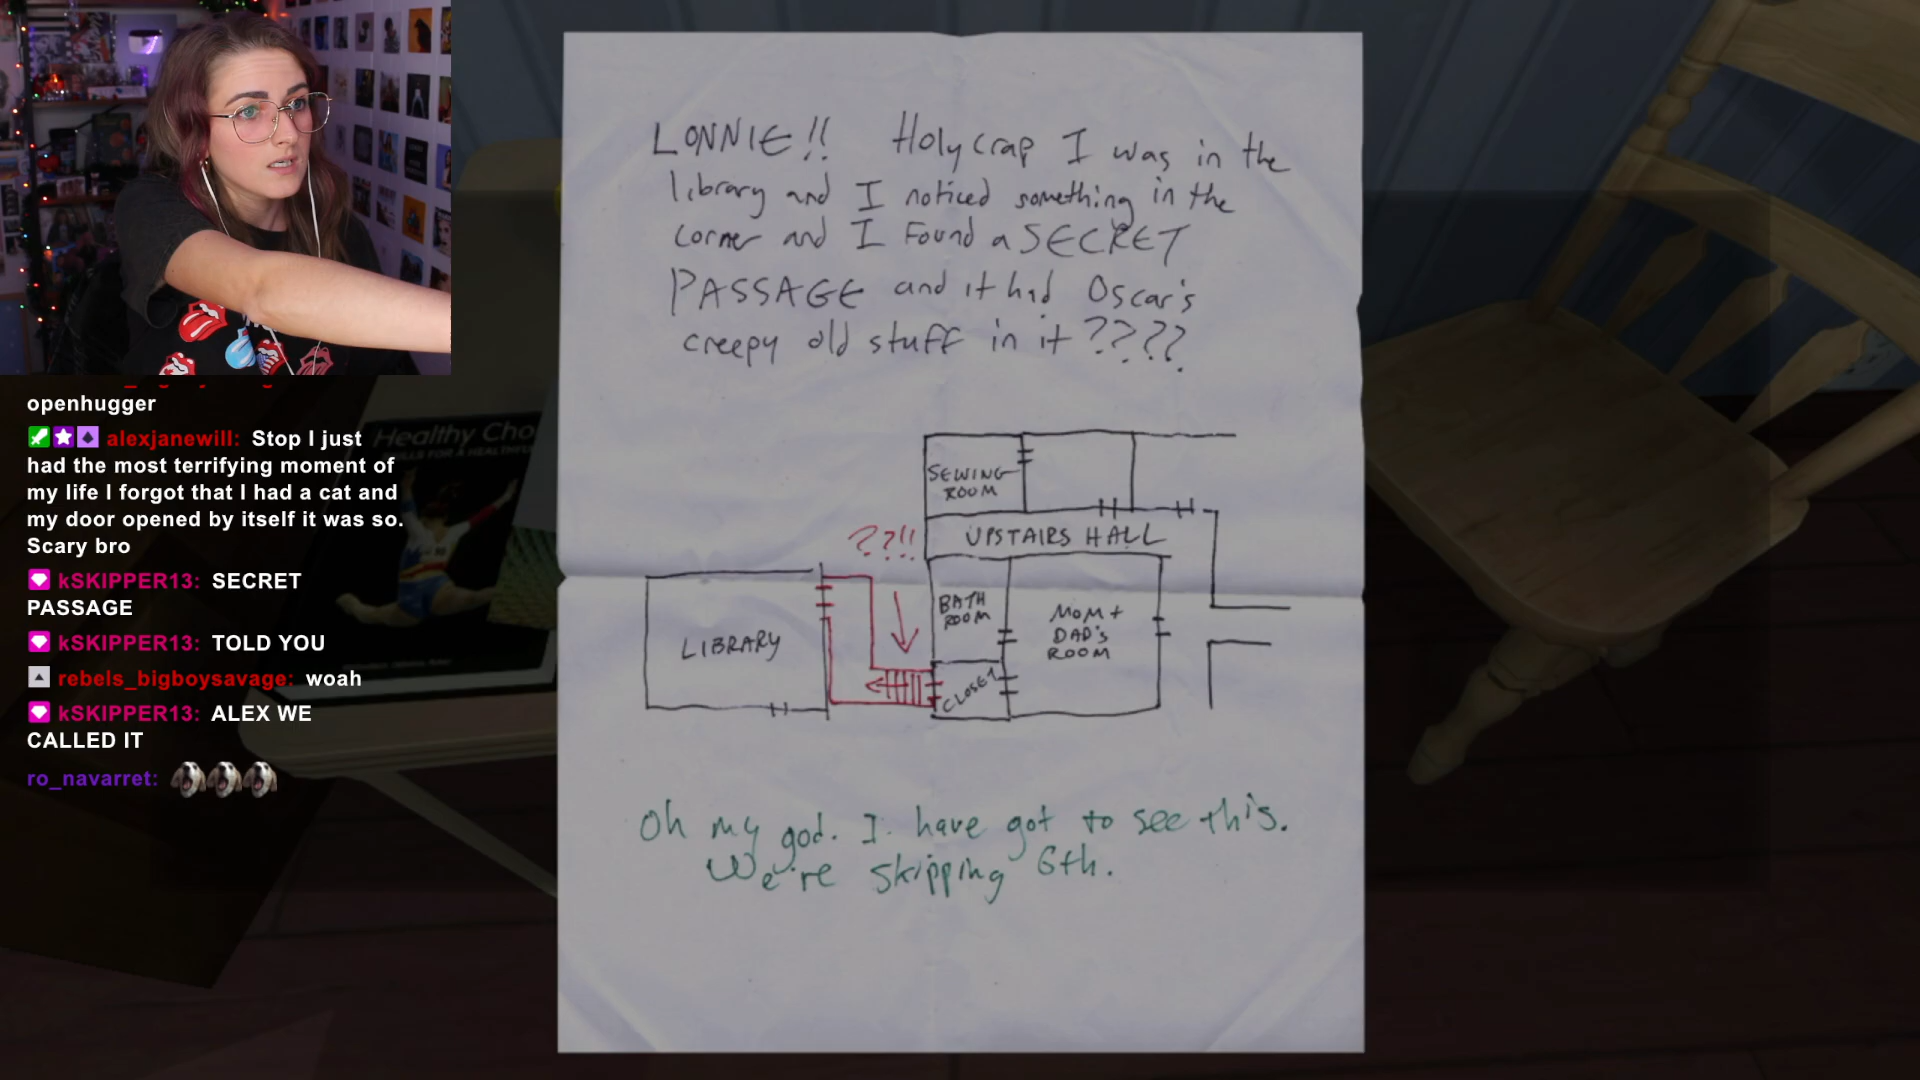 openhugger
alexjanewill: Stop I just
had the most terrifying moment of
my life I forgot that I had a cat and
my door opened by itself it was so.
Scary bro
kSKIPPER13: SECRET
PASSAGE
kSKIPPER13: TOLD YOU
rebels_bigboysavage: woah
kSKIPPER13: ALEX WE
CALLED IT
ro_navarret:
Healthy Cho
LONNIE!! Holy crap I was in the
library and I noticed something in the
corner and I Found a SECRET
PASSAGE and it had Oscar's
creepy old stuff in it ????
SEWING
ROOM
UPSTAIRS HALL
??!!
LIBRARY
BATH
ROOM
MOM +
DAD'S
ROOM
CLOSET
Oh my god. I have got to see this.
We're skipping 6th.